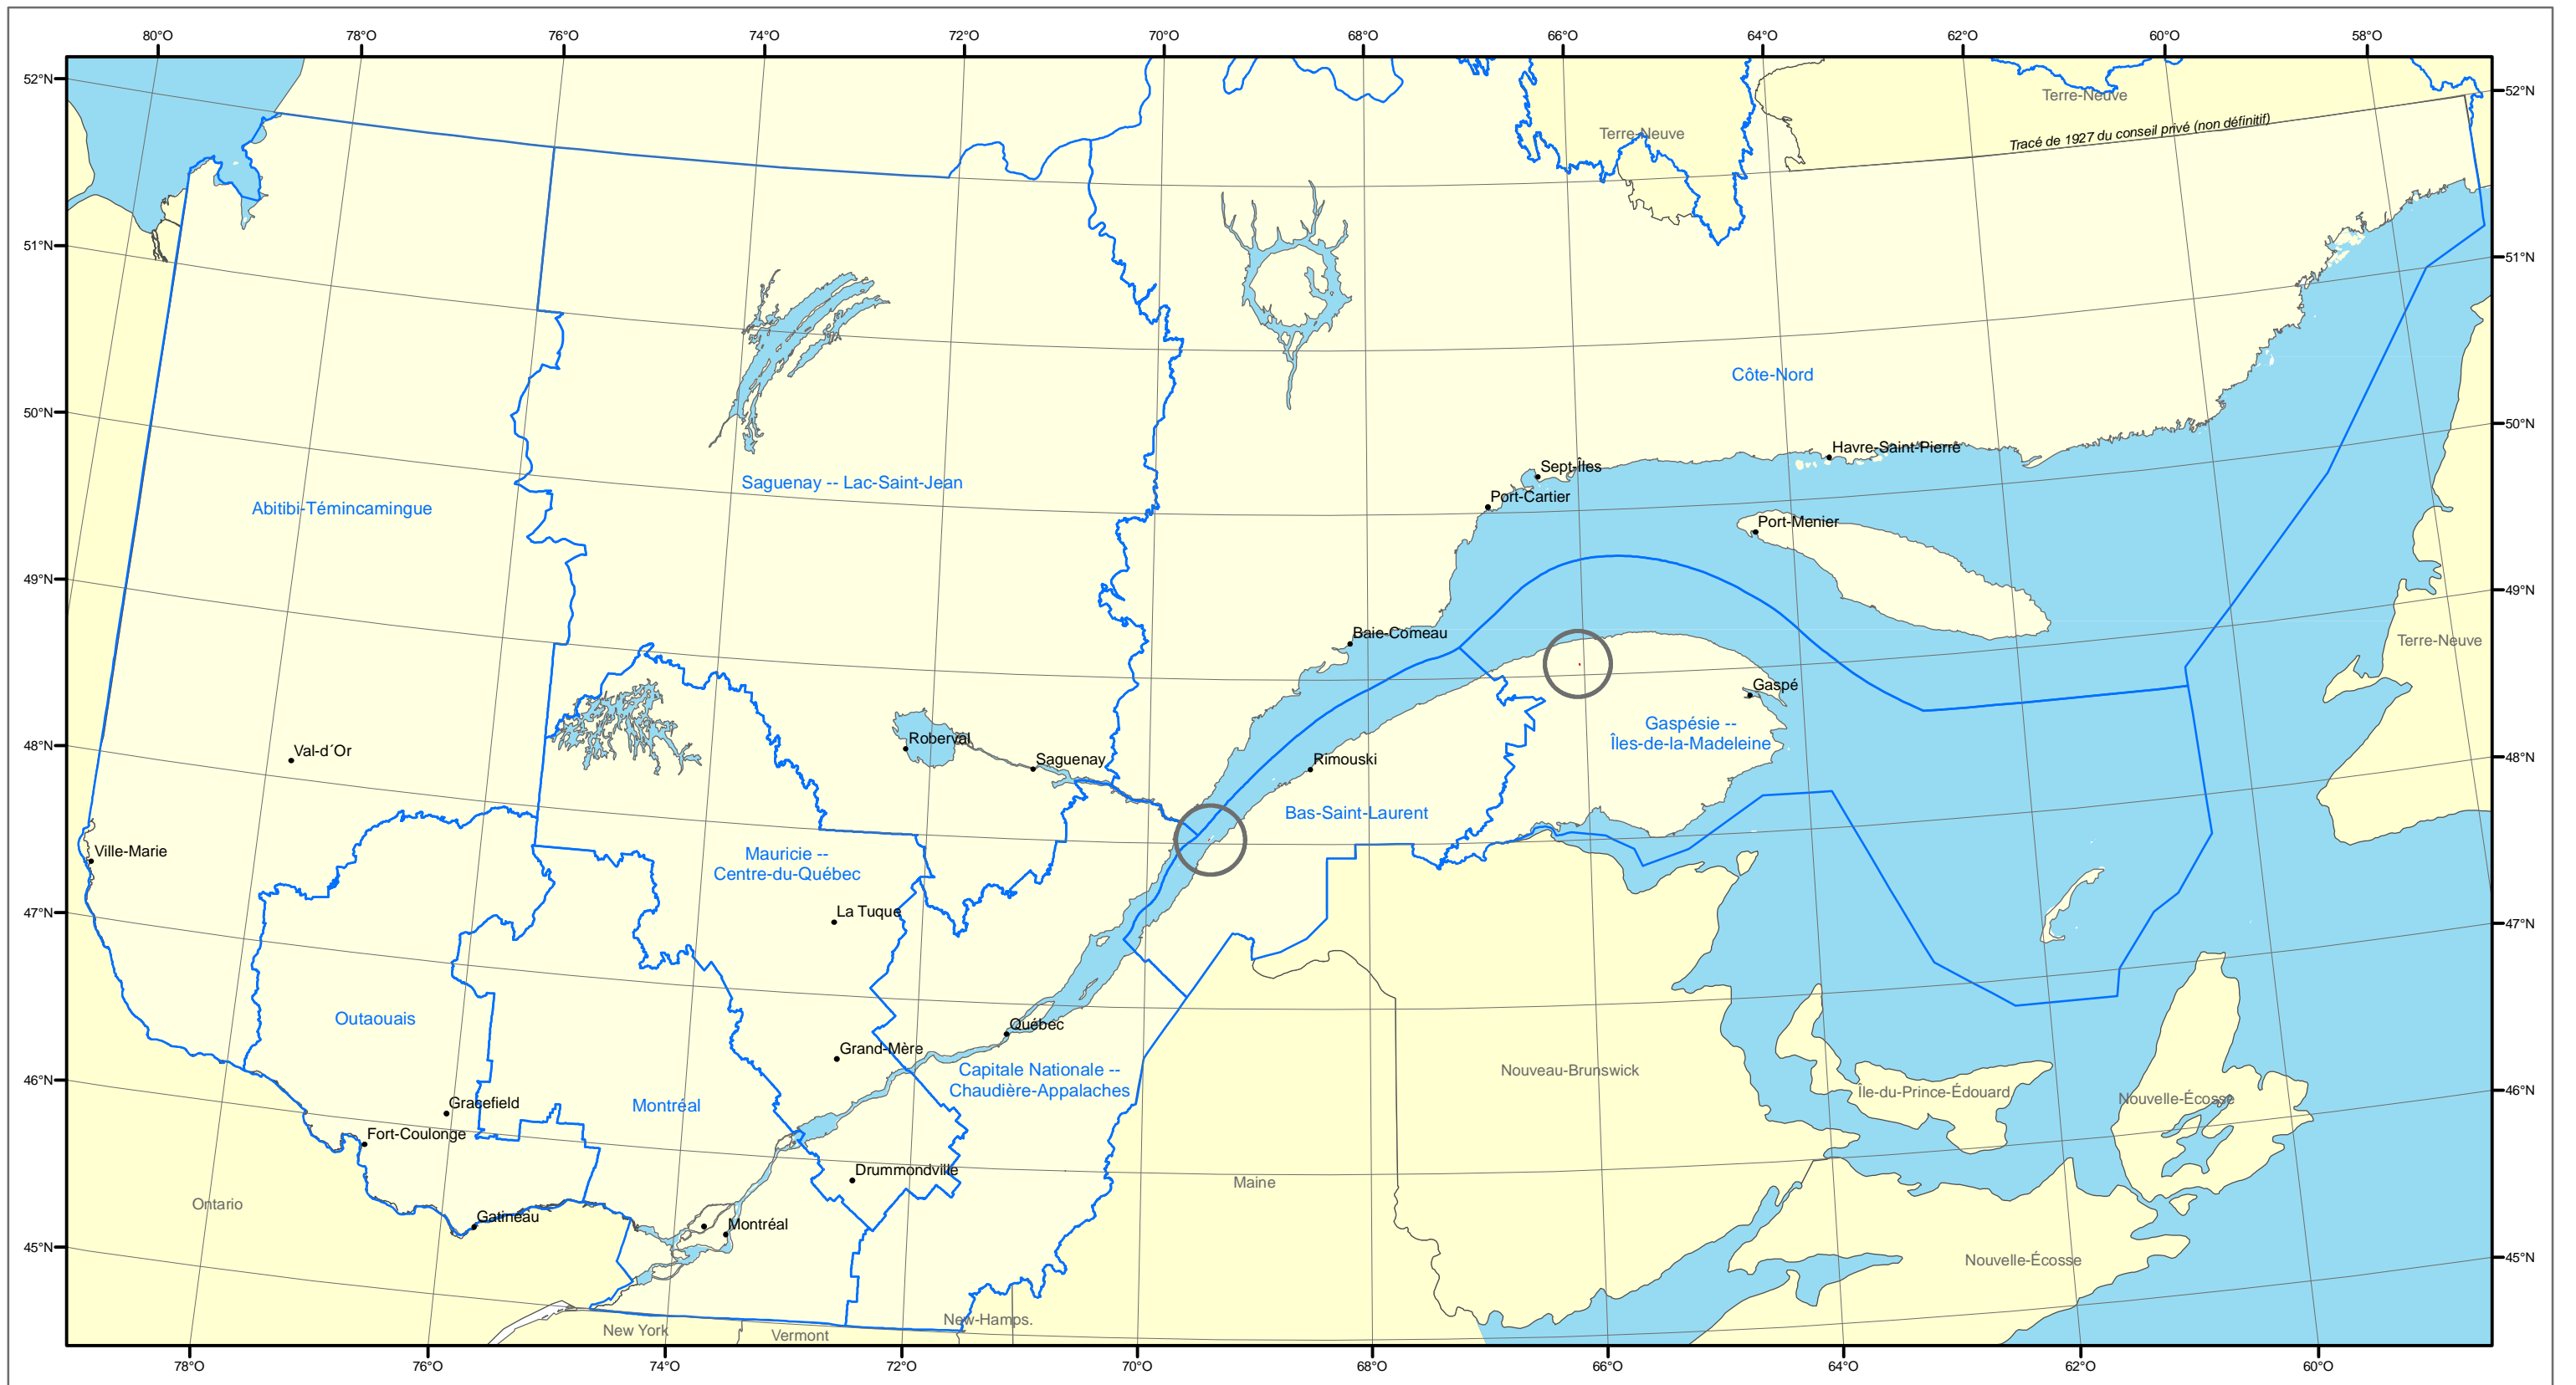 80°O 78°O 76°O 74°O 72°O 70°O 68°O 66°O 64°O 62°O 60°O 58°O
52°N
52°N
Terre-Neuve
Tracé de 1927 du conseil privé (non définitif)
Terre-Neuve
51°N
51°N
Côte-Nord
50°N
50°N
Havre-Saint-Pierre
Sept-Îles
Port-Cartier
Saguenay -- Lac-Saint-Jean
Abitibi-Témincamingue
Port-Menier
49°N
49°N
Baie-Comeau
Terre-Neuve
Gaspé
Gaspésie --
Îles-de-la-Madeleine
48°N
48°N
Val-d´Or
Roberval
Saguenay
Rimouski
Bas-Saint-Laurent
Ville-Marie
Mauricie --
Centre-du-Québec
47°N
47°N
La Tuque
Outaouais
Québec
Grand-Mère
Capitale Nationale --
Chaudière-Appalaches
Nouveau-Brunswick
46°N
46°N
Île-du-Prince-Édouard
Nouvelle-Écosse
Gracefield
Montréal
Fort-Coulonge
Drummondville
Maine
Ontario
Gatineau
Montréal
45°N
45°N
Nouvelle-Écosse
New York
Vermont
New-Hamps.
78°O 76°O 74°O 72°O 70°O 68°O 66°O 64°O 62°O 60°O